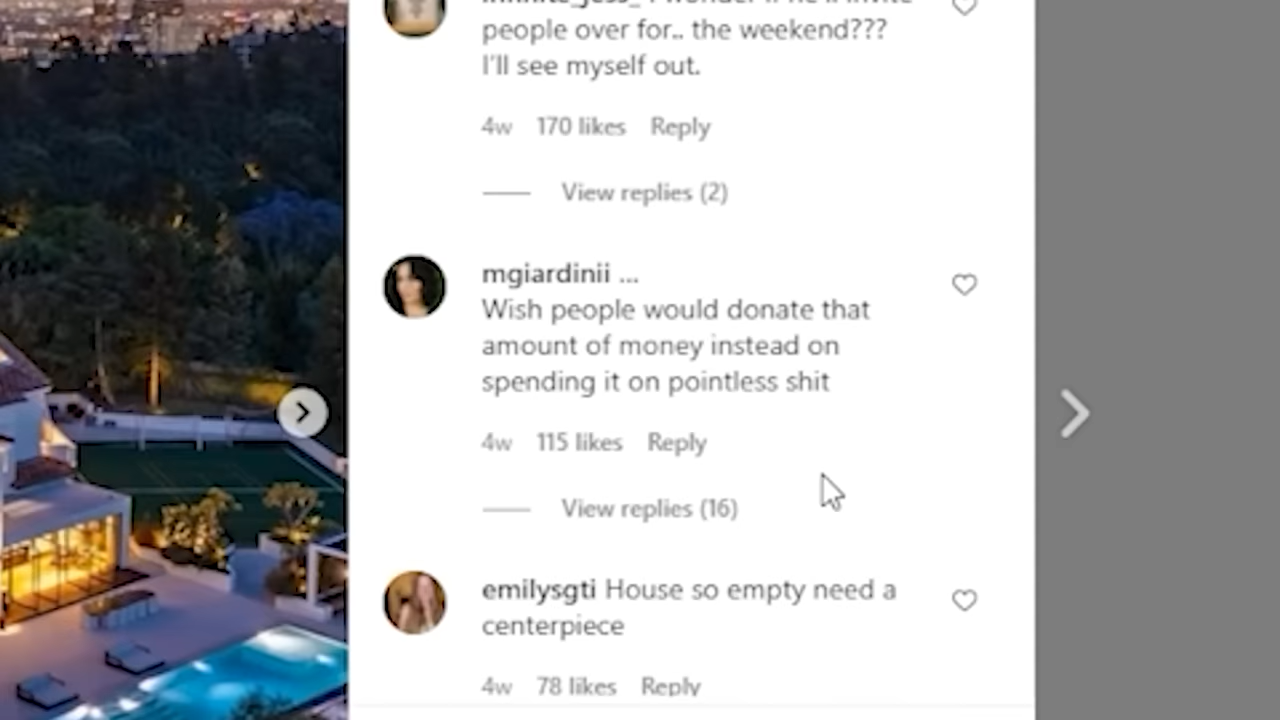 people over for.. the weekend???
I'll see myself out.
4w 170 likes Reply
View replies (2)
mgiardinii ...
Wish people would donate that
amount of money instead on
spending it on pointless shit
4w 115 likes Reply
View replies (16)
emilysgti House so empty need a
centerpiece
4w 78 likes Reply